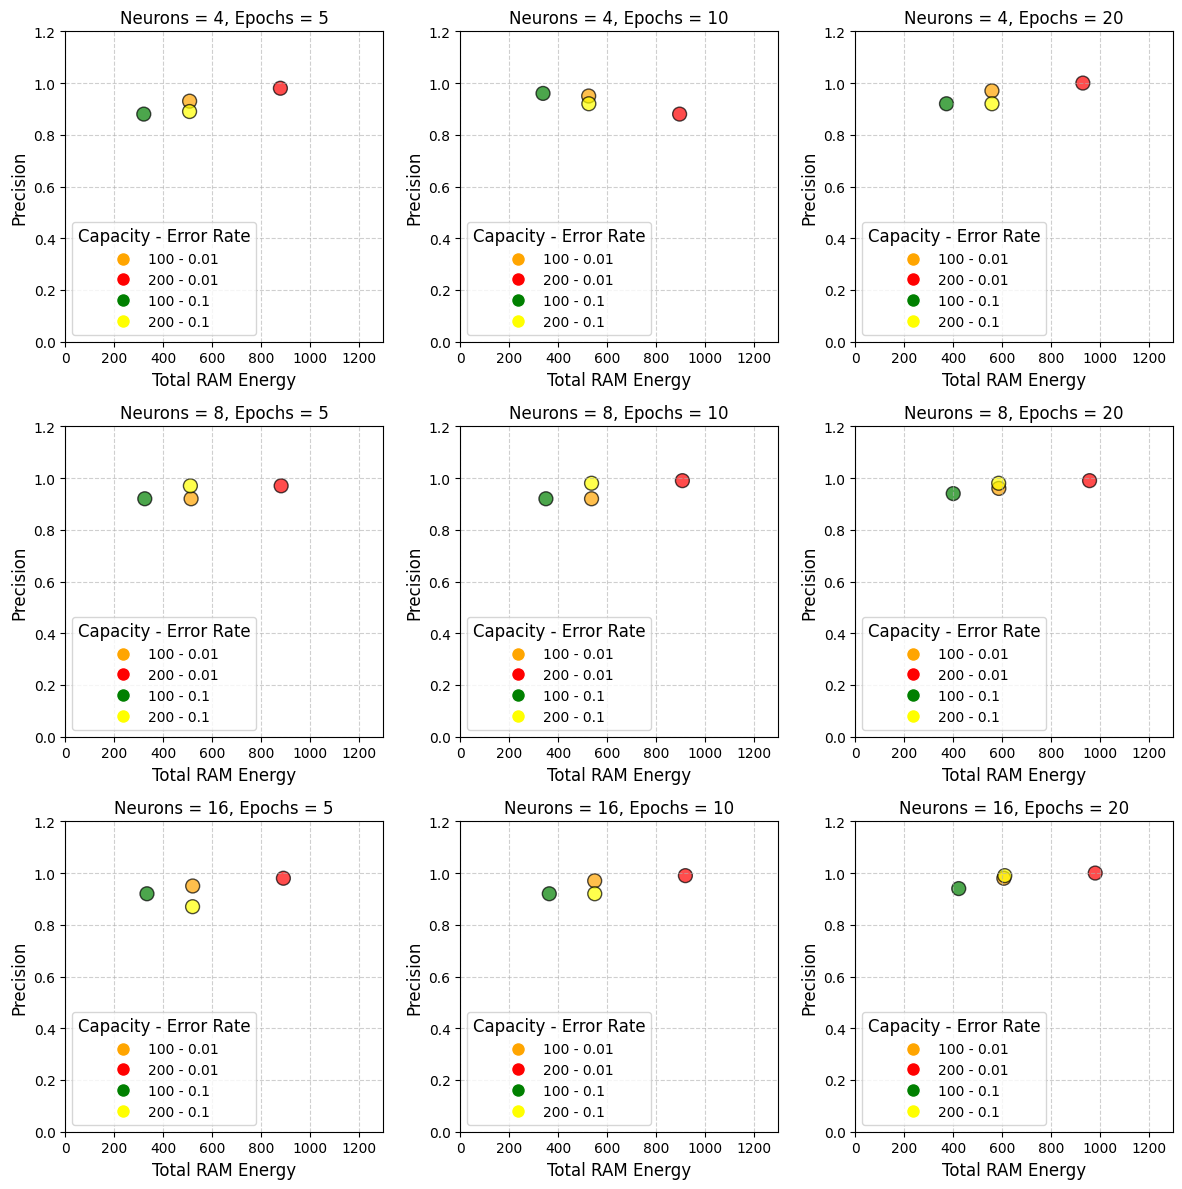 Neurons = 4, Epochs = 5
1.2
1.0
0.8
0.6
0.4
0.2
0.0
Precision
Capacity - Error Rate
100 - 0.01
200 - 0.01
100 - 0.1
200 - 0.1
0 200 400 600 800 1000 1200
Total RAM Energy
Neurons = 4, Epochs = 10
1.2
1.0
0.8
0.6
0.4
0.2
0.0
Precision
Capacity - Error Rate
100 - 0.01
200 - 0.01
100 - 0.1
200 - 0.1
0 200 400 600 800 1000 1200
Total RAM Energy
Neurons = 4, Epochs = 20
1.2
1.0
0.8
0.6
0.4
0.2
0.0
Precision
Capacity - Error Rate
100 - 0.01
200 - 0.01
100 - 0.1
200 - 0.1
0 200 400 600 800 1000 1200
Total RAM Energy
Neurons = 8, Epochs = 5
1.2
1.0
0.8
0.6
0.4
0.2
0.0
Precision
Capacity - Error Rate
100 - 0.01
200 - 0.01
100 - 0.1
200 - 0.1
0 200 400 600 800 1000 1200
Total RAM Energy
Neurons = 8, Epochs = 10
1.2
1.0
0.8
0.6
0.4
0.2
0.0
Precision
Capacity - Error Rate
100 - 0.01
200 - 0.01
100 - 0.1
200 - 0.1
0 200 400 600 800 1000 1200
Total RAM Energy
Neurons = 8, Epochs = 20
1.2
1.0
0.8
0.6
0.4
0.2
0.0
Precision
Capacity - Error Rate
100 - 0.01
200 - 0.01
100 - 0.1
200 - 0.1
0 200 400 600 800 1000 1200
Total RAM Energy
Neurons = 16, Epochs = 5
1.2
1.0
0.8
0.6
0.4
0.2
0.0
Precision
Capacity - Error Rate
100 - 0.01
200 - 0.01
100 - 0.1
200 - 0.1
0 200 400 600 800 1000 1200
Total RAM Energy
Neurons = 16, Epochs = 10
1.2
1.0
0.8
0.6
0.4
0.2
0.0
Precision
Capacity - Error Rate
100 - 0.01
200 - 0.01
100 - 0.1
200 - 0.1
0 200 400 600 800 1000 1200
Total RAM Energy
Neurons = 16, Epochs = 20
1.2
1.0
0.8
0.6
0.4
0.2
0.0
Precision
Capacity - Error Rate
100 - 0.01
200 - 0.01
100 - 0.1
200 - 0.1
0 200 400 600 800 1000 1200
Total RAM Energy